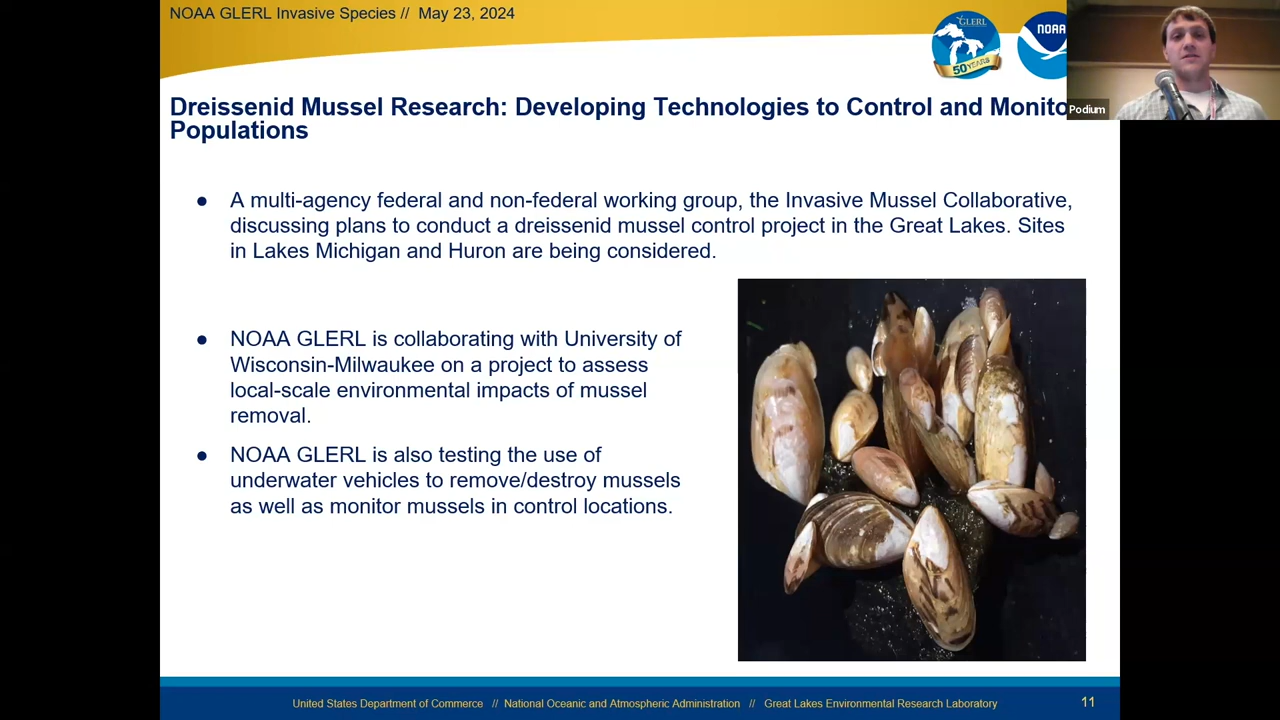 NOAA GLERL Invasive Species // May 23, 2024
GLERL
50 YEARS
NOAA
Podium
Dreissenid Mussel Research: Developing Technologies to Control and Monito
Populations
● A multi-agency federal and non-federal working group, the Invasive Mussel Collaborative,
discussing plans to conduct a dreissenid mussel control project in the Great Lakes. Sites
in Lakes Michigan and Huron are being considered.
● NOAA GLERL is collaborating with University of
Wisconsin-Milwaukee on a project to assess
local-scale environmental impacts of mussel
removal.
● NOAA GLERL is also testing the use of
underwater vehicles to remove/destroy mussels
as well as monitor mussels in control locations.
United States Department of Commerce // National Oceanic and Atmospheric Administration // Great Lakes Environmental Research Laboratory
11